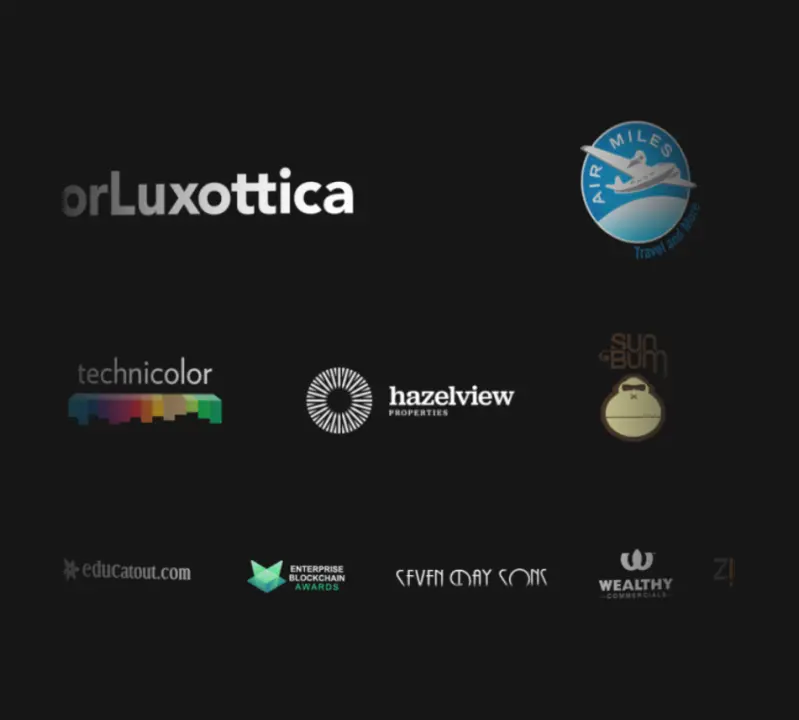 orLuxottica
AIR MILES
Travel and More
technicolor
hazelview
PROPERTIES
SUN
BUM
educatout.com
ENTERPRISE
BLOCKCHAIN
AWARDS
SEVEN DAY SONS
WEALTHY
COMMERCIALS
Z!